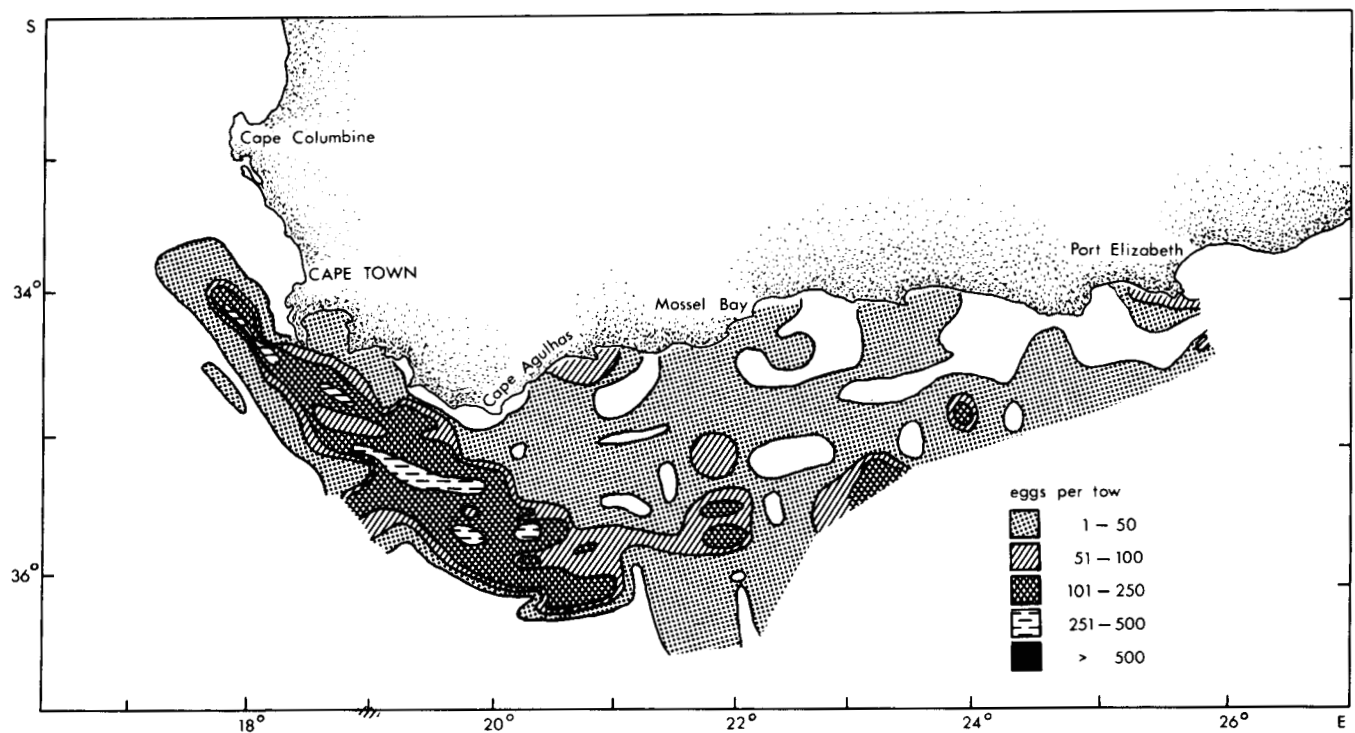 S
Cape Columbine
CAPE TOWN
34°
Port Elizabeth
Mossel Bay
Cape Agulhas
eggs per tow
1 – 50
51 – 100
101 – 250
251 – 500
> 500
36°
18° 20° 22° 24° 26° E